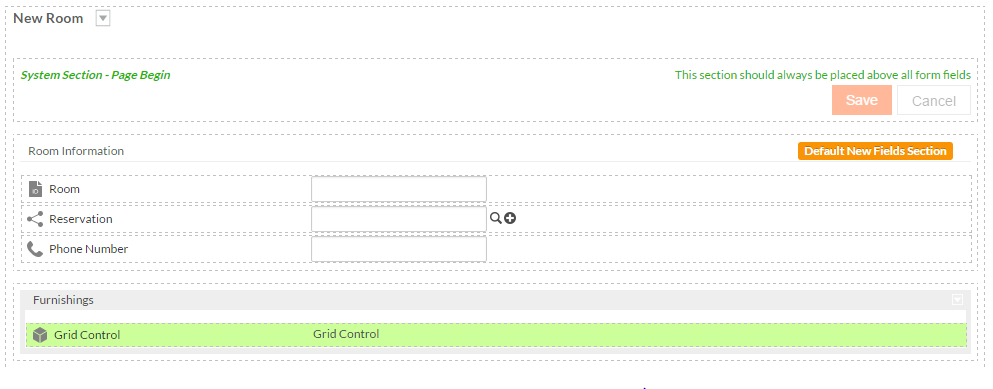 New Room
System Section - Page Begin This section should always be placed above all form fields
Save Cancel
Room Information Default New Fields Section
Room
Reservation
Phone Number
Furnishings
Grid Control Grid Control